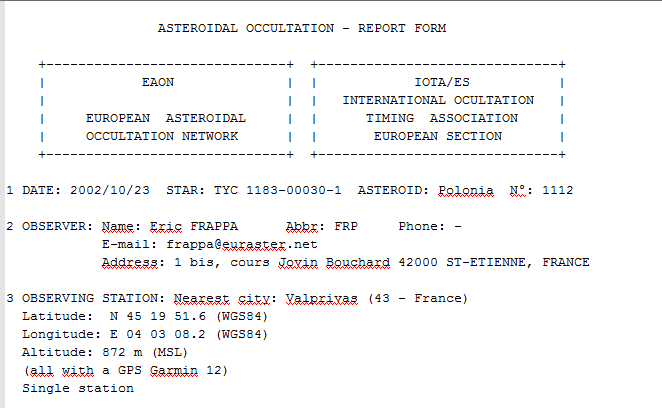 ASTEROIDAL OCCULTATION - REPORT FORM
+------------------------------+  +------------------------------+
| EAON | | IOTA/ES |
| | | INTERNATIONAL OCULTATION |
| EUROPEAN ASTEROIDAL | | TIMING ASSOCIATION |
| OCCULTATION NETWORK | | EUROPEAN SECTION |
+------------------------------+  +------------------------------+
1 DATE: 2002/10/23 STAR: TYC 1183-00030-1 ASTEROID: Polonia N°: 1112
2 OBSERVER: Name: Eric FRAPPA Abbr: FRP Phone: -
E-mail: frappa@euraster.net
Address: 1 bis, cours Jovin Bouchard 42000 ST-ETIENNE, FRANCE
3 OBSERVING STATION: Nearest city: Valprivas (43 - France)
Latitude: N 45 19 51.6 (WGS84)
Longitude: E 04 03 08.2 (WGS84)
Altitude: 872 m (MSL)
(all with a GPS Garmin 12)
Single station